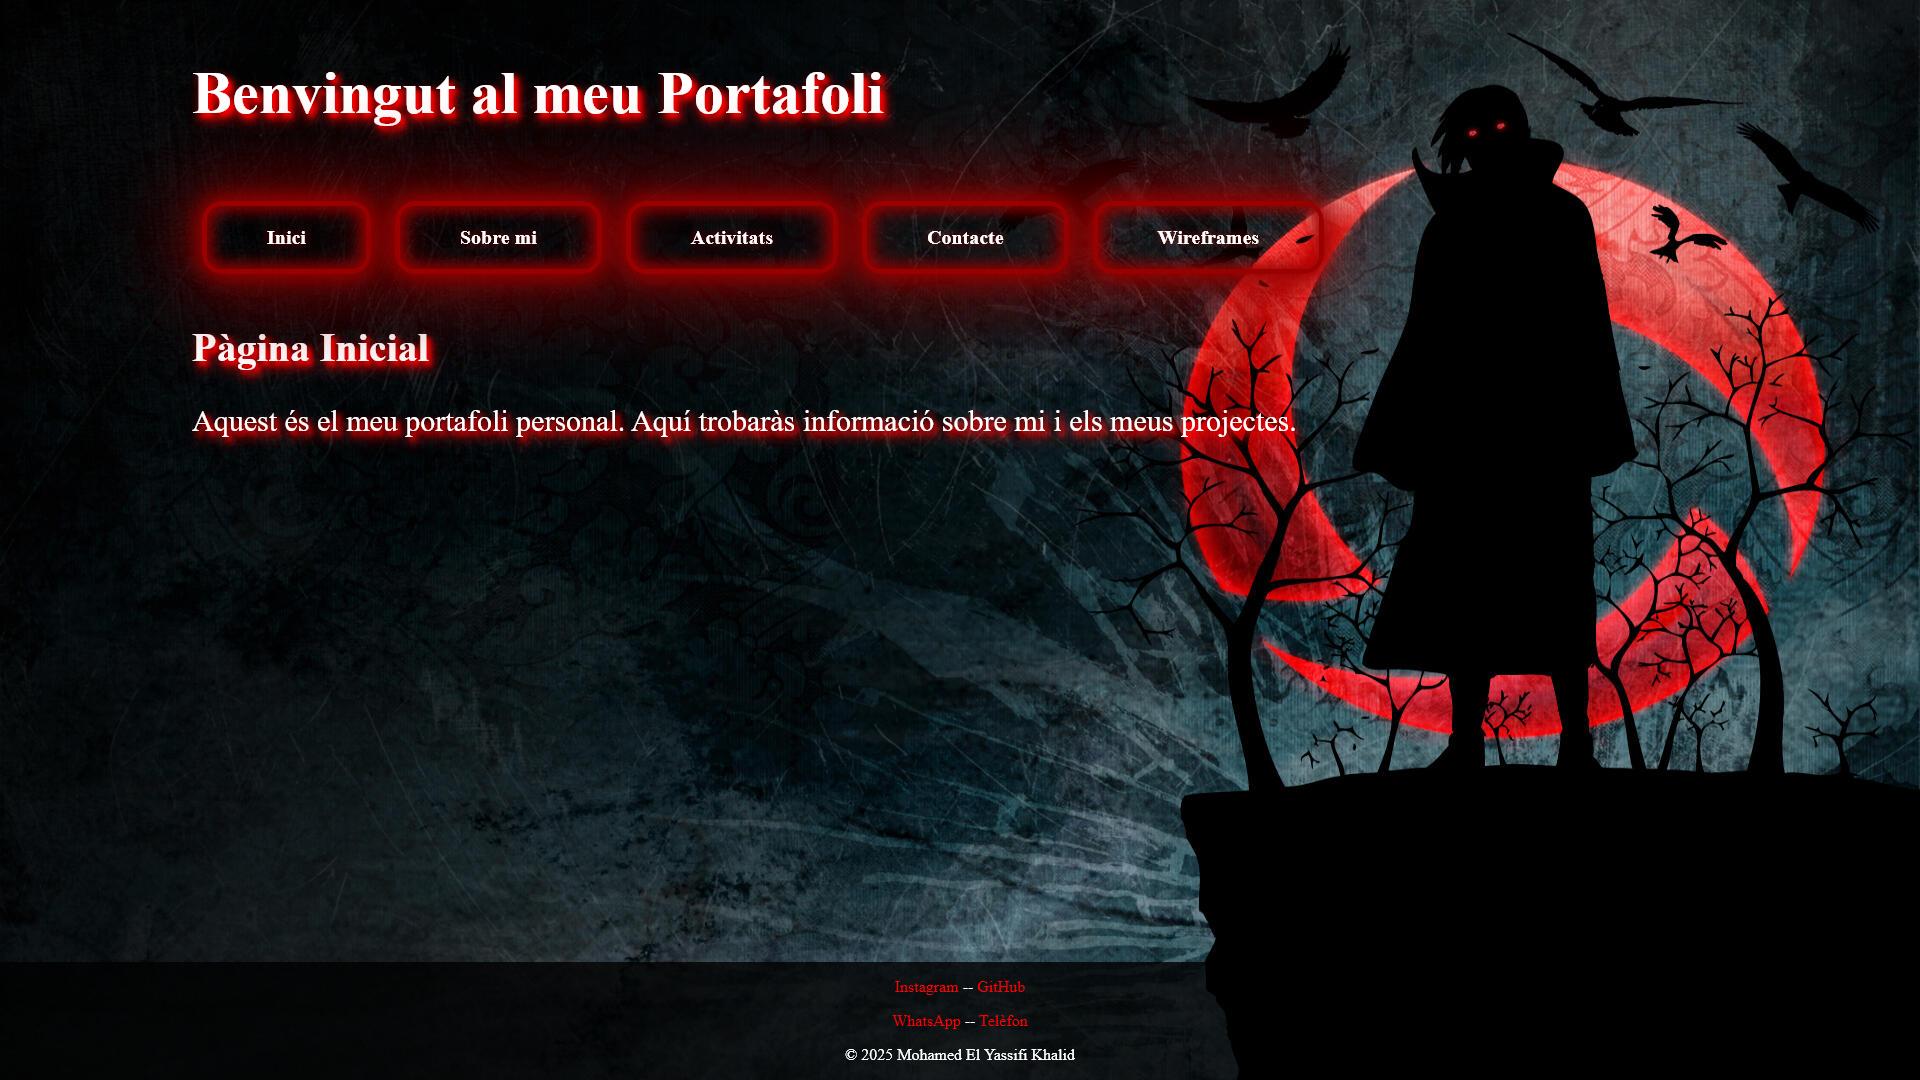 Benvingut al meu Portafoli
Inici Sobre mi Activitats Contacte Wireframes
Pàgina Inicial
Aquest és el meu portafoli personal. Aquí trobaràs informació sobre mi i els meus projectes.
Instagram -- GitHub
WhatsApp -- Telèfon
© 2025 Mohamed El Yassifi Khalid